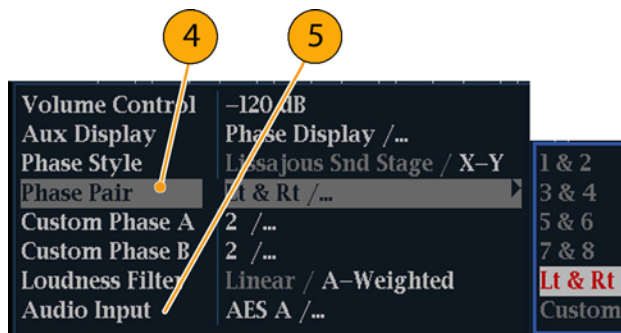 4
5
Volume Control –120 dB
Aux Display Phase Display /...
Phase Style Lissajous Snd Stage / X–Y
Phase Pair Lt & Rt /...
Custom Phase A 2 /...
Custom Phase B 2 /...
Loudness Filter Linear / A–Weighted
Audio Input AES A /...
1 & 2
3 & 4
5 & 6
7 & 8
Lt & Rt
Custom